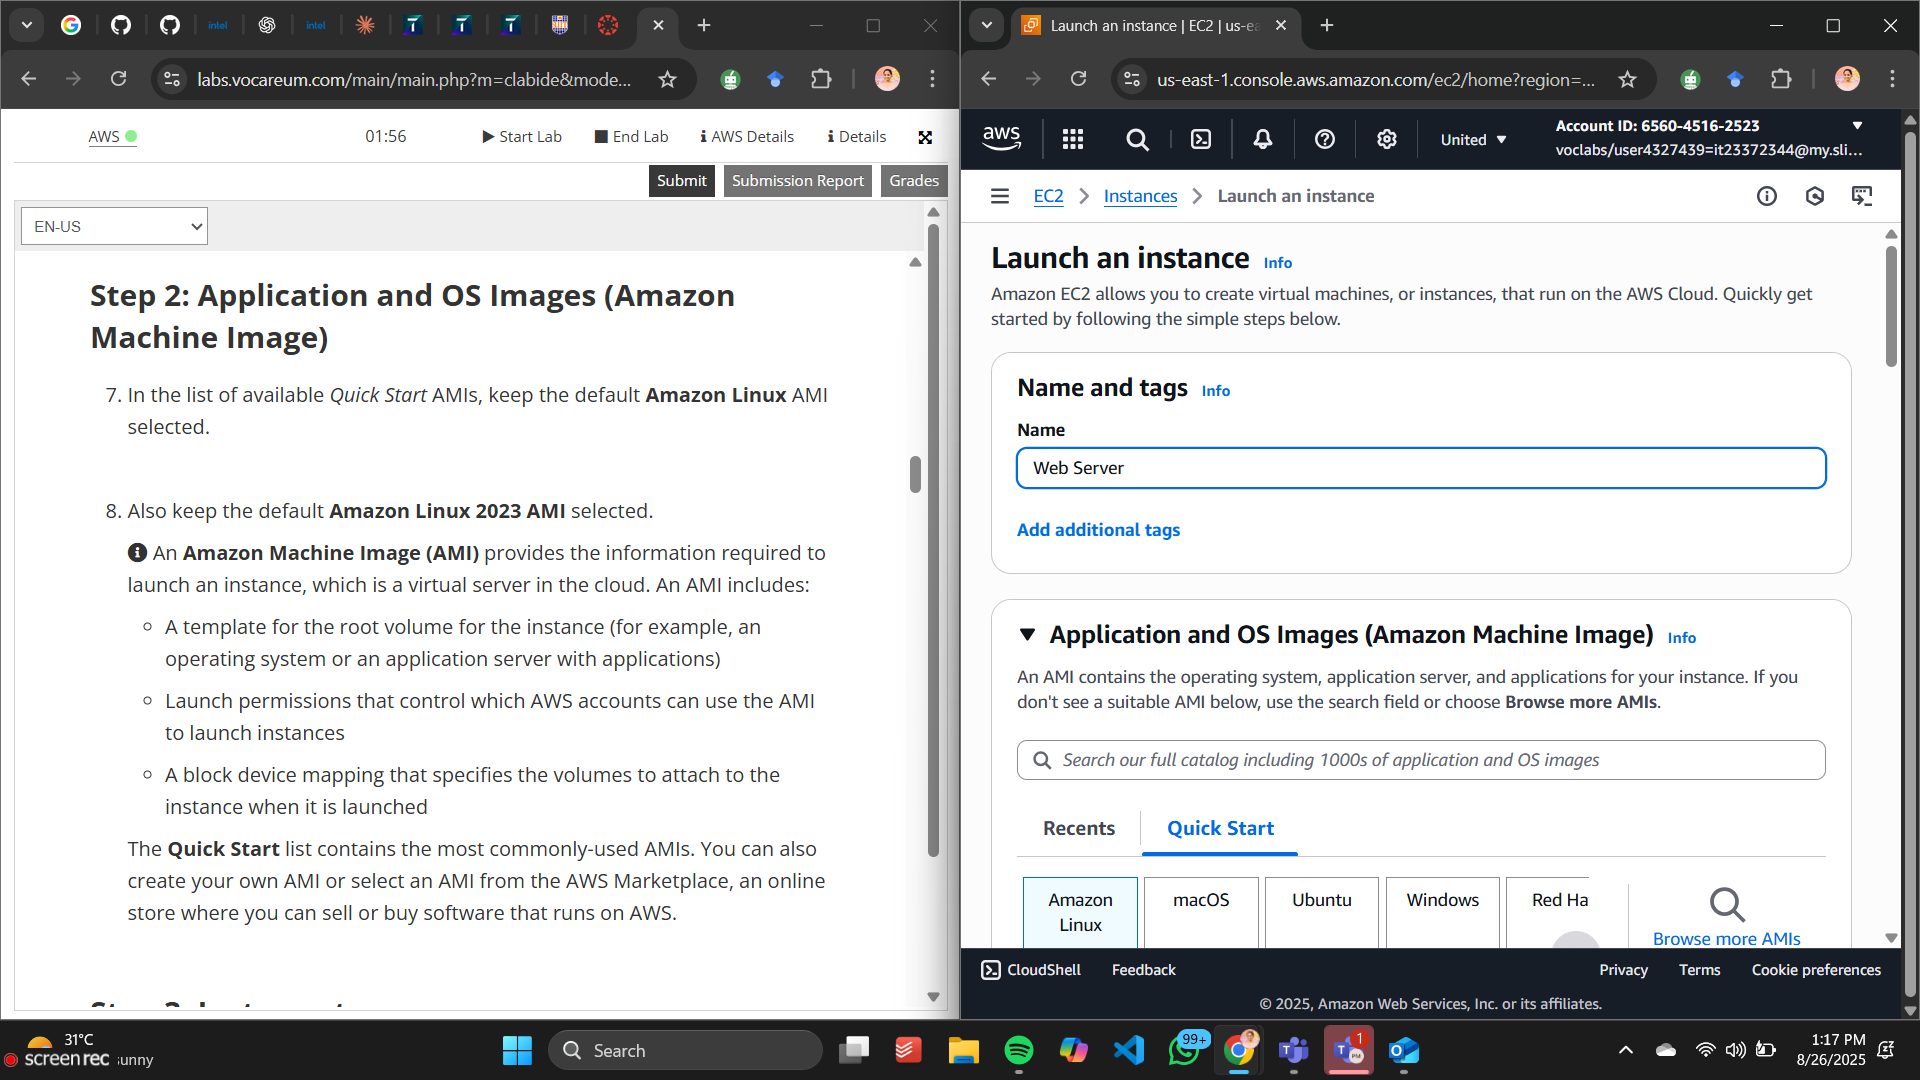 Launch an instance | EC2 | us-ea
labs.vocareum.com/main/main.php?m=clabide&mode...
us-east-1.console.aws.amazon.com/ec2/home?region=...
AWS
01:56
Start Lab
End Lab
AWS Details
Details
Submit
Submission Report
Grades
EN-US
Step 2: Application and OS Images (Amazon
Machine Image)
7. In the list of available Quick Start AMIs, keep the default Amazon Linux AMI
selected.
8. Also keep the default Amazon Linux 2023 AMI selected.
An Amazon Machine Image (AMI) provides the information required to
launch an instance, which is a virtual server in the cloud. An AMI includes:
A template for the root volume for the instance (for example, an
operating system or an application server with applications)
Launch permissions that control which AWS accounts can use the AMI
to launch instances
A block device mapping that specifies the volumes to attach to the
instance when it is launched
The Quick Start list contains the most commonly-used AMIs. You can also
create your own AMI or select an AMI from the AWS Marketplace, an online
store where you can sell or buy software that runs on AWS.
aws
United
Account ID: 6560-4516-2523
voclabs/user4327439=it23372344@my.sli...
EC2
Instances
Launch an instance
Launch an instance Info
Amazon EC2 allows you to create virtual machines, or instances, that run on the AWS Cloud. Quickly get
started by following the simple steps below.
Name and tags Info
Name
Web Server
Add additional tags
Application and OS Images (Amazon Machine Image) Info
An AMI contains the operating system, application server, and applications for your instance. If you
don't see a suitable AMI below, use the search field or choose Browse more AMIs.
Search our full catalog including 1000s of application and OS images
Recents
Quick Start
Amazon
Linux
macOS
Ubuntu
Windows
Red Ha
Browse more AMIs
CloudShell
Feedback
Privacy
Terms
Cookie preferences
© 2025, Amazon Web Services, Inc. or its affiliates.
31°C
screen rec
unny
Search
99+
1
1:17 PM
8/26/2025